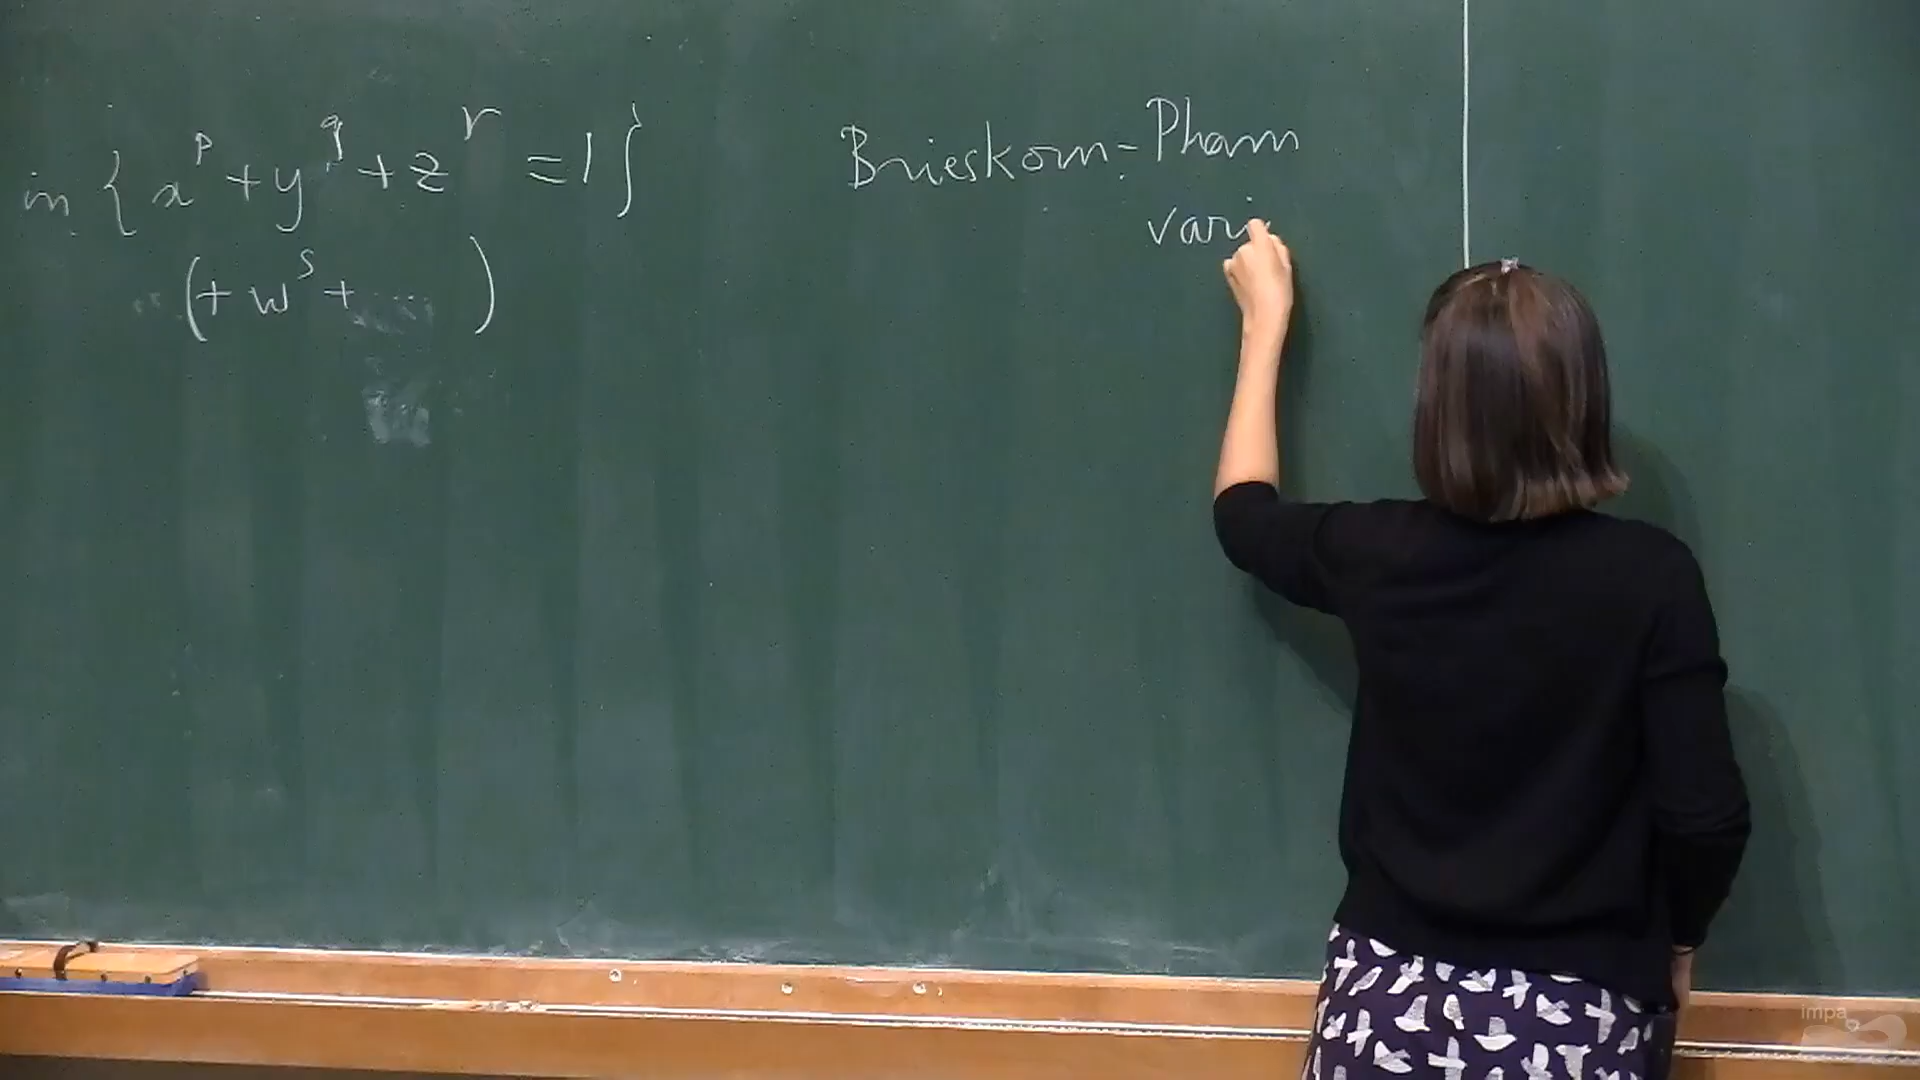 in { x^p + y^q + z^r = 1 }
(+ w^s + ... )
Brieskorn-Pham
vari
impa